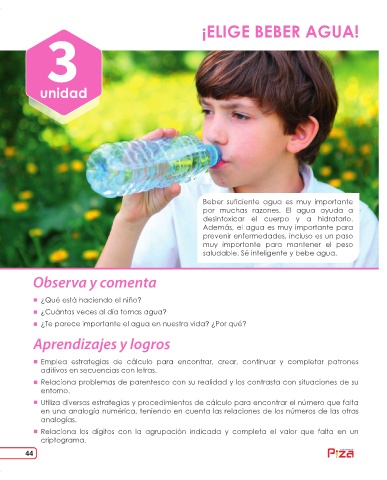 ¡ELIGE BEBER AGUA!
3
unidad
Beber suficiente agua es muy importante
por muchas razones. El agua ayuda a
desintoxicar el cuerpo y a hidratarlo.
Además, el agua es muy importante para
prevenir enfermedades, incluso es un paso
muy importante para mantener el peso
saludable. Sé inteligente y bebe agua.
Observa y comenta
¿Qué está haciendo el niño?
¿Cuántas veces al día tomas agua?
¿Te parece importante el agua en nuestra vida? ¿Por qué?
Aprendizajes y logros
Emplea estrategias de cálculo para encontrar, crear, continuar y completar patrones
aditivos en secuencias con letras.
Relaciona problemas de parentesco con su realidad y los contrasta con situaciones de su
entorno.
Utiliza diversas estrategias y procedimientos de cálculo para encontrar el número que falta
en una analogía numérica, teniendo en cuenta las relaciones de los números de las otras
analogías.
Relaciona los dígitos con la agrupación indicada y completa el valor que falta en un
criptograma.
44
Piza